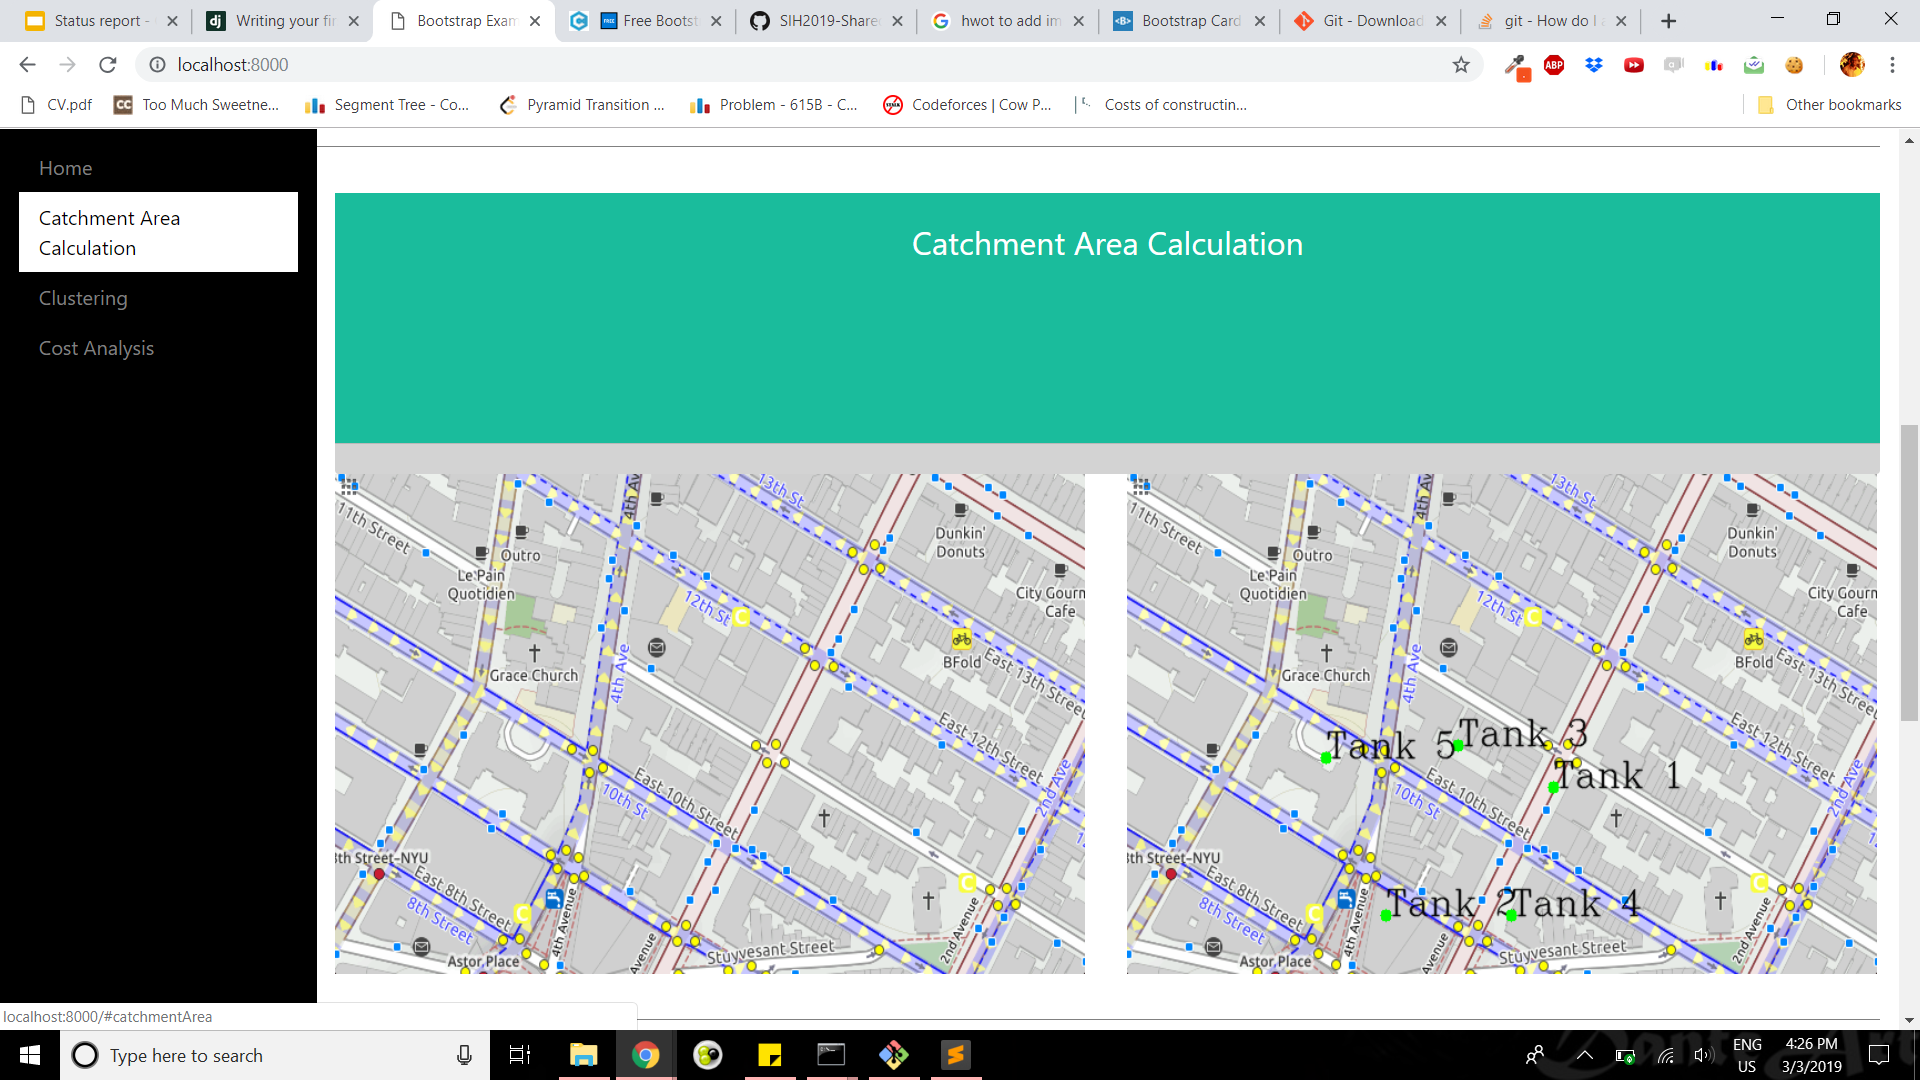 Status report -
Writing your fir
Bootstrap Exam
Free Bootst
SIH2019-Share
hwot to add im
Bootstrap Card
Git - Download
git - How do I a
localhost:8000
ABP
CV.pdf
CC
Too Much Sweetne...
Segment Tree - Co...
Pyramid Transition ...
Problem - 615B - C...
Codeforces | Cow P...
Costs of constructin...
Other bookmarks
Home
Catchment Area
Calculation
Clustering
Cost Analysis
Catchment Area Calculation
11th Street
Outro
Le Pain
Quotidien
4th Av
13th St
Dunkin'
Donuts
City Gourm
Cafe
12th St
C
BFold
East 13th Street
Grace Church
4th Ave
East 12th Street
East 10th Street
10th St
2nd Ave
8th Street-NYU
East 8th Street
8th Street
C
4th Avenue
Avenue
C
2nd Avenue
Stuyvesant Street
Astor Place
11th Street
Outro
Le Pain
Quotidien
4th Av
13th St
Dunkin'
Donuts
City Gourm
Cafe
12th St
C
BFold
East 13th Street
Grace Church
4th Ave
East 12th Street
Tank 5
Tank 3
Tank 1
East 10th Street
10th St
2nd Ave
8th Street-NYU
East 8th Street
8th Street
C
4th Avenue
Tank 2
Tank 4
Avenue
C
2nd Avenue
Stuyvesant Street
Astor Place
localhost:8000/#catchmentArea
Type here to search
ENG
US
4:26 PM
3/3/2019